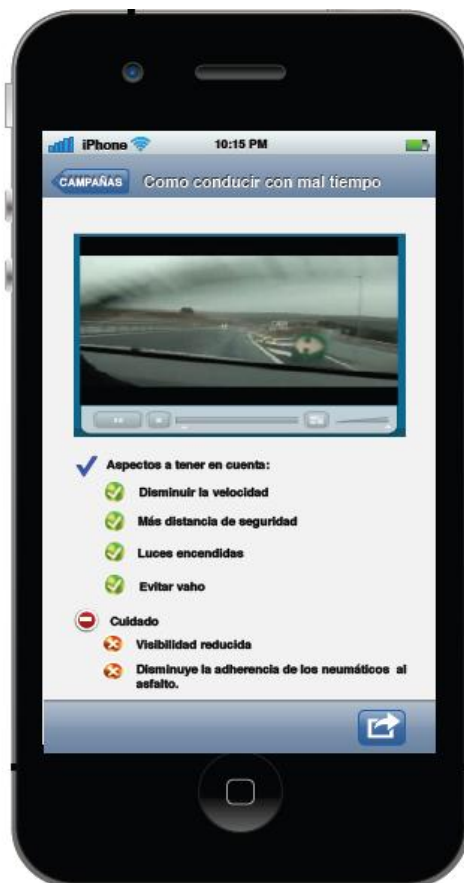 iPhone 10:15 PM
CAMPAÑAS Como conducir con mal tiempo
Aspectos a tener en cuenta:
Disminuir la velocidad
Más distancia de seguridad
Luces encendidas
Evitar vaho
Cuidado
Visibilidad reducida
Disminuye la adherencia de los neumáticos al
asfalto.